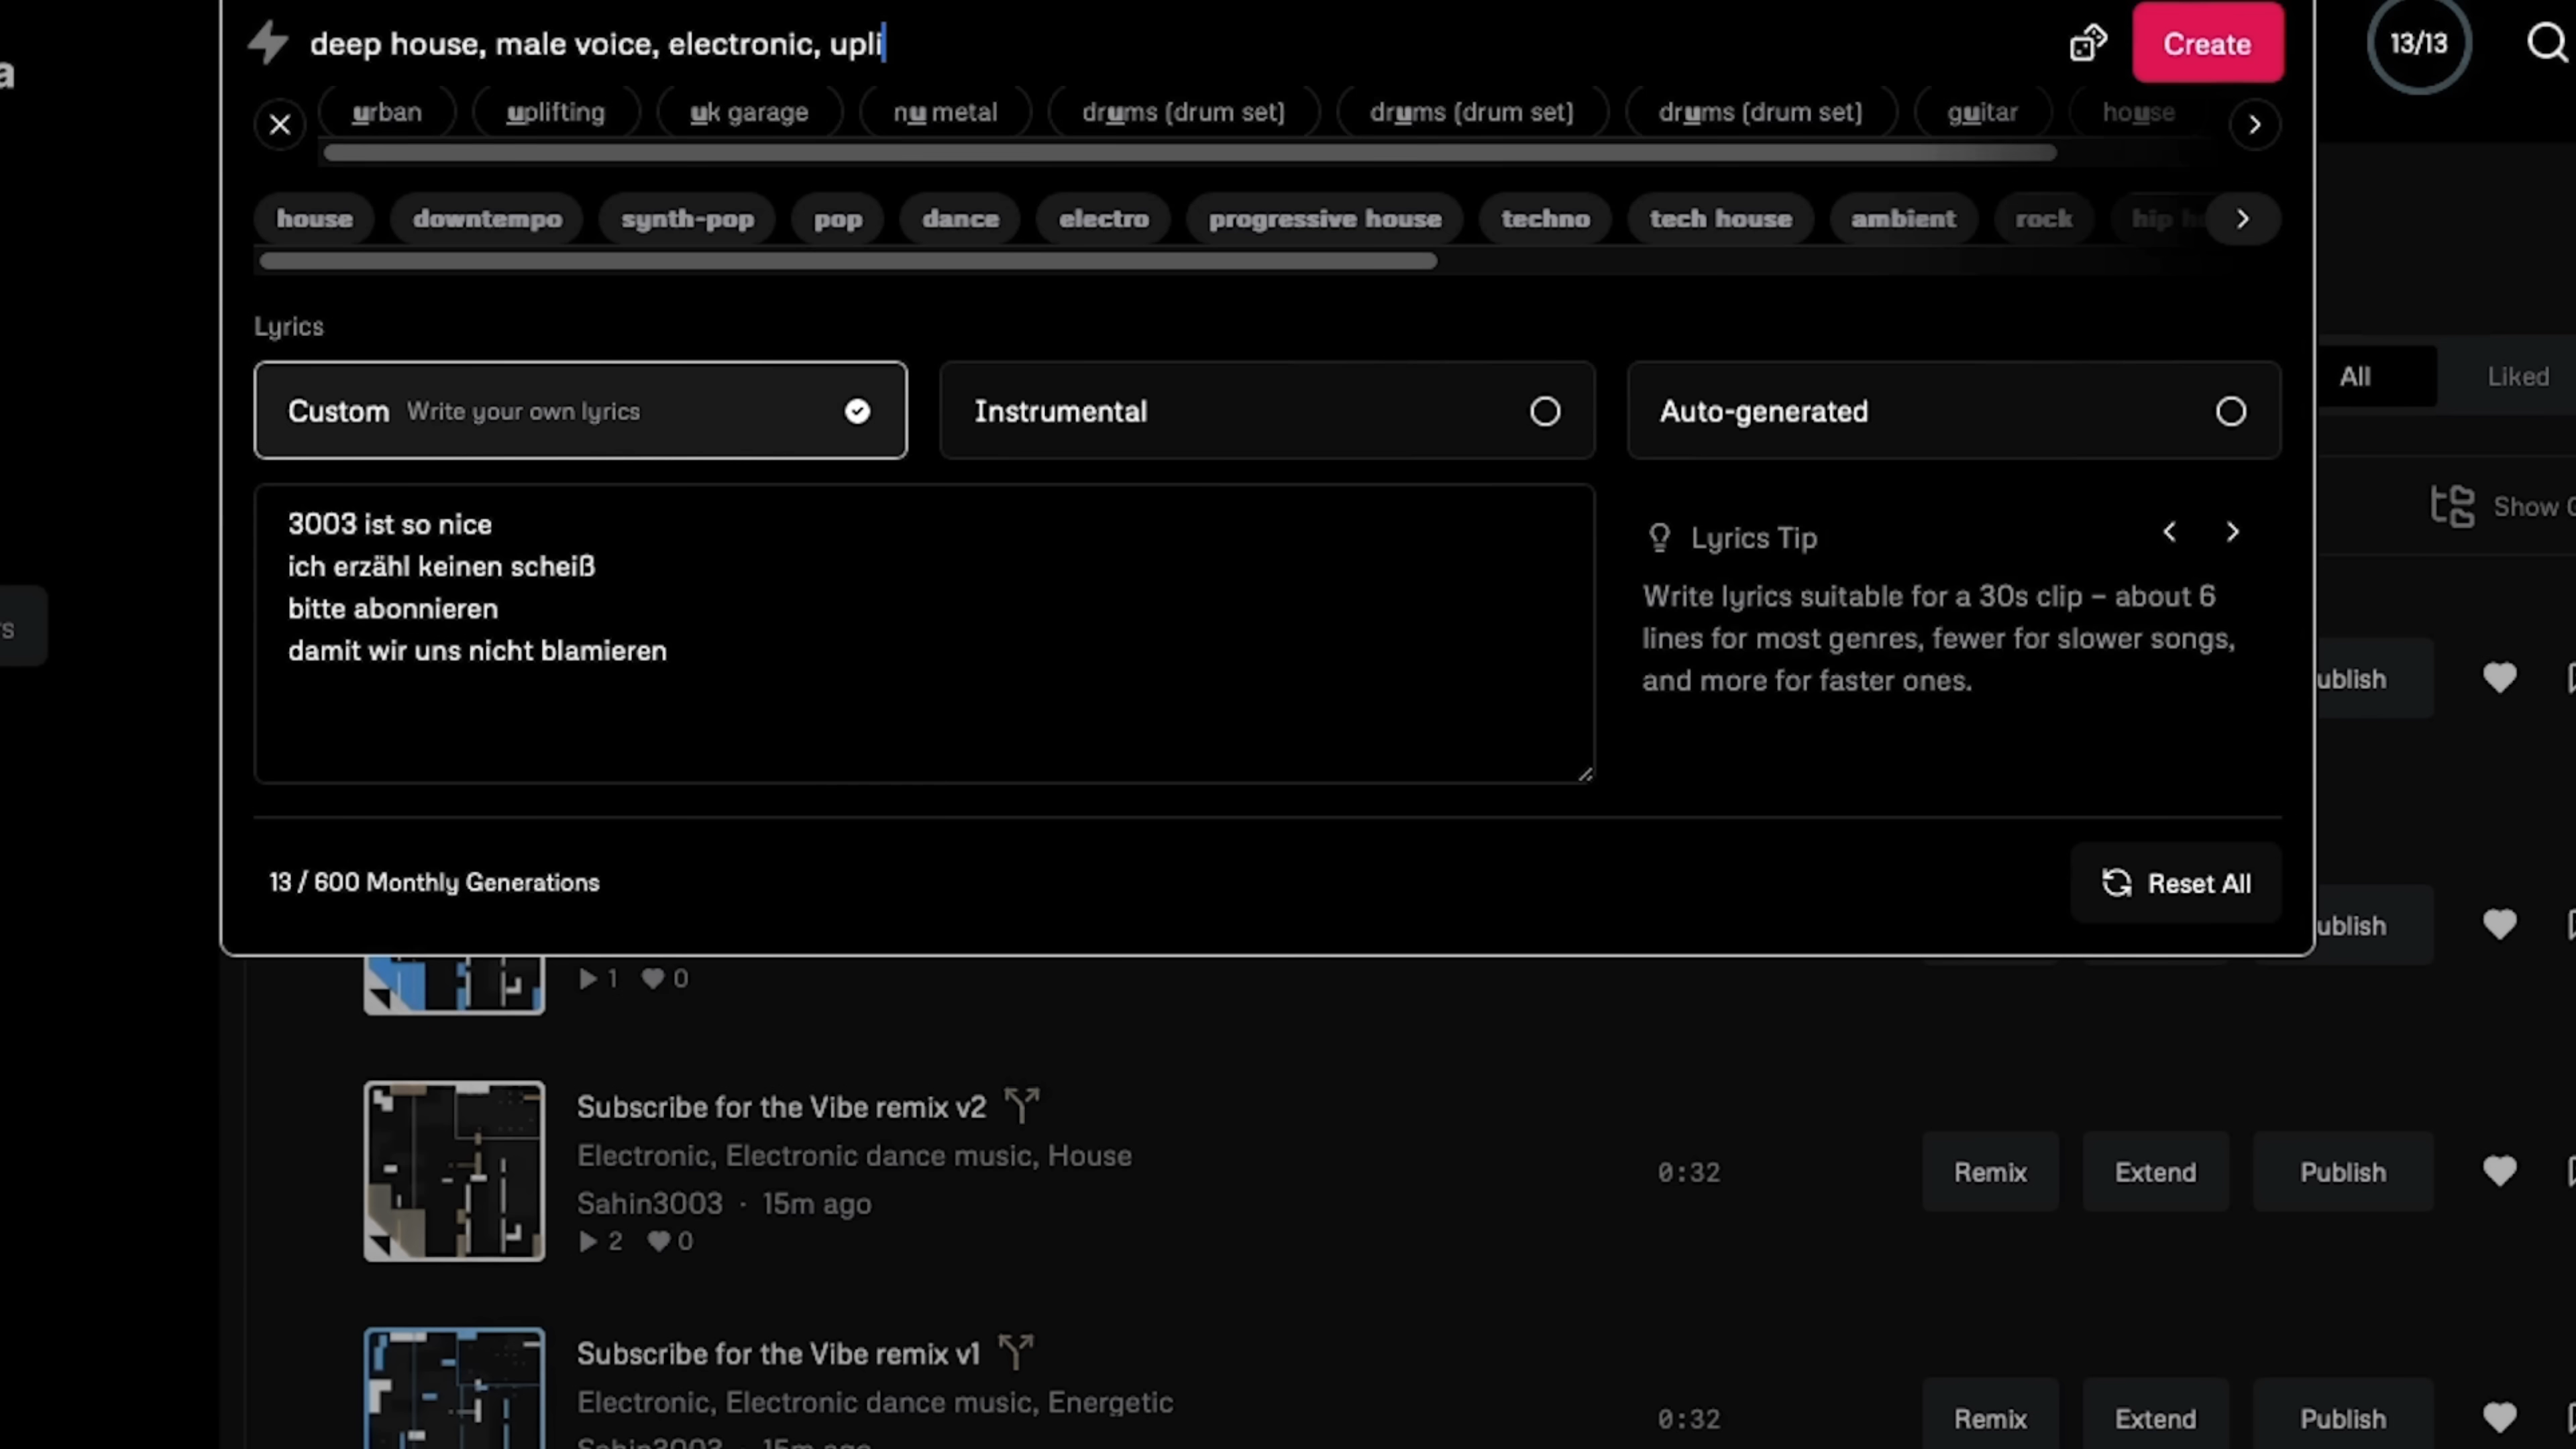 a
deep house, male voice, electronic, upli
Create
13/13
urban uplifting uk garage nu metal drums (drum set) drums (drum set) drums (drum set) guitar house
house downtempo synth-pop pop dance electro progressive house techno tech house ambient rock hip
Lyrics
Custom Write your own lyrics
Instrumental
Auto-generated
All Liked
3003 ist so nice
ich erzähl keinen scheiß
bitte abonnieren
damit wir uns nicht blamieren
Lyrics Tip
Write lyrics suitable for a 30s clip – about 6
lines for most genres, fewer for slower songs,
and more for faster ones.
Show
ublish
13 / 600 Monthly Generations
Reset All
ublish
1 0
Subscribe for the Vibe remix v2
Electronic, Electronic dance music, House
Sahin3003 · 15m ago
2 0
0:32
Remix Extend Publish
Subscribe for the Vibe remix v1
Electronic, Electronic dance music, Energetic
Sahin3003 · 15m ago
0:32
Remix Extend Publish